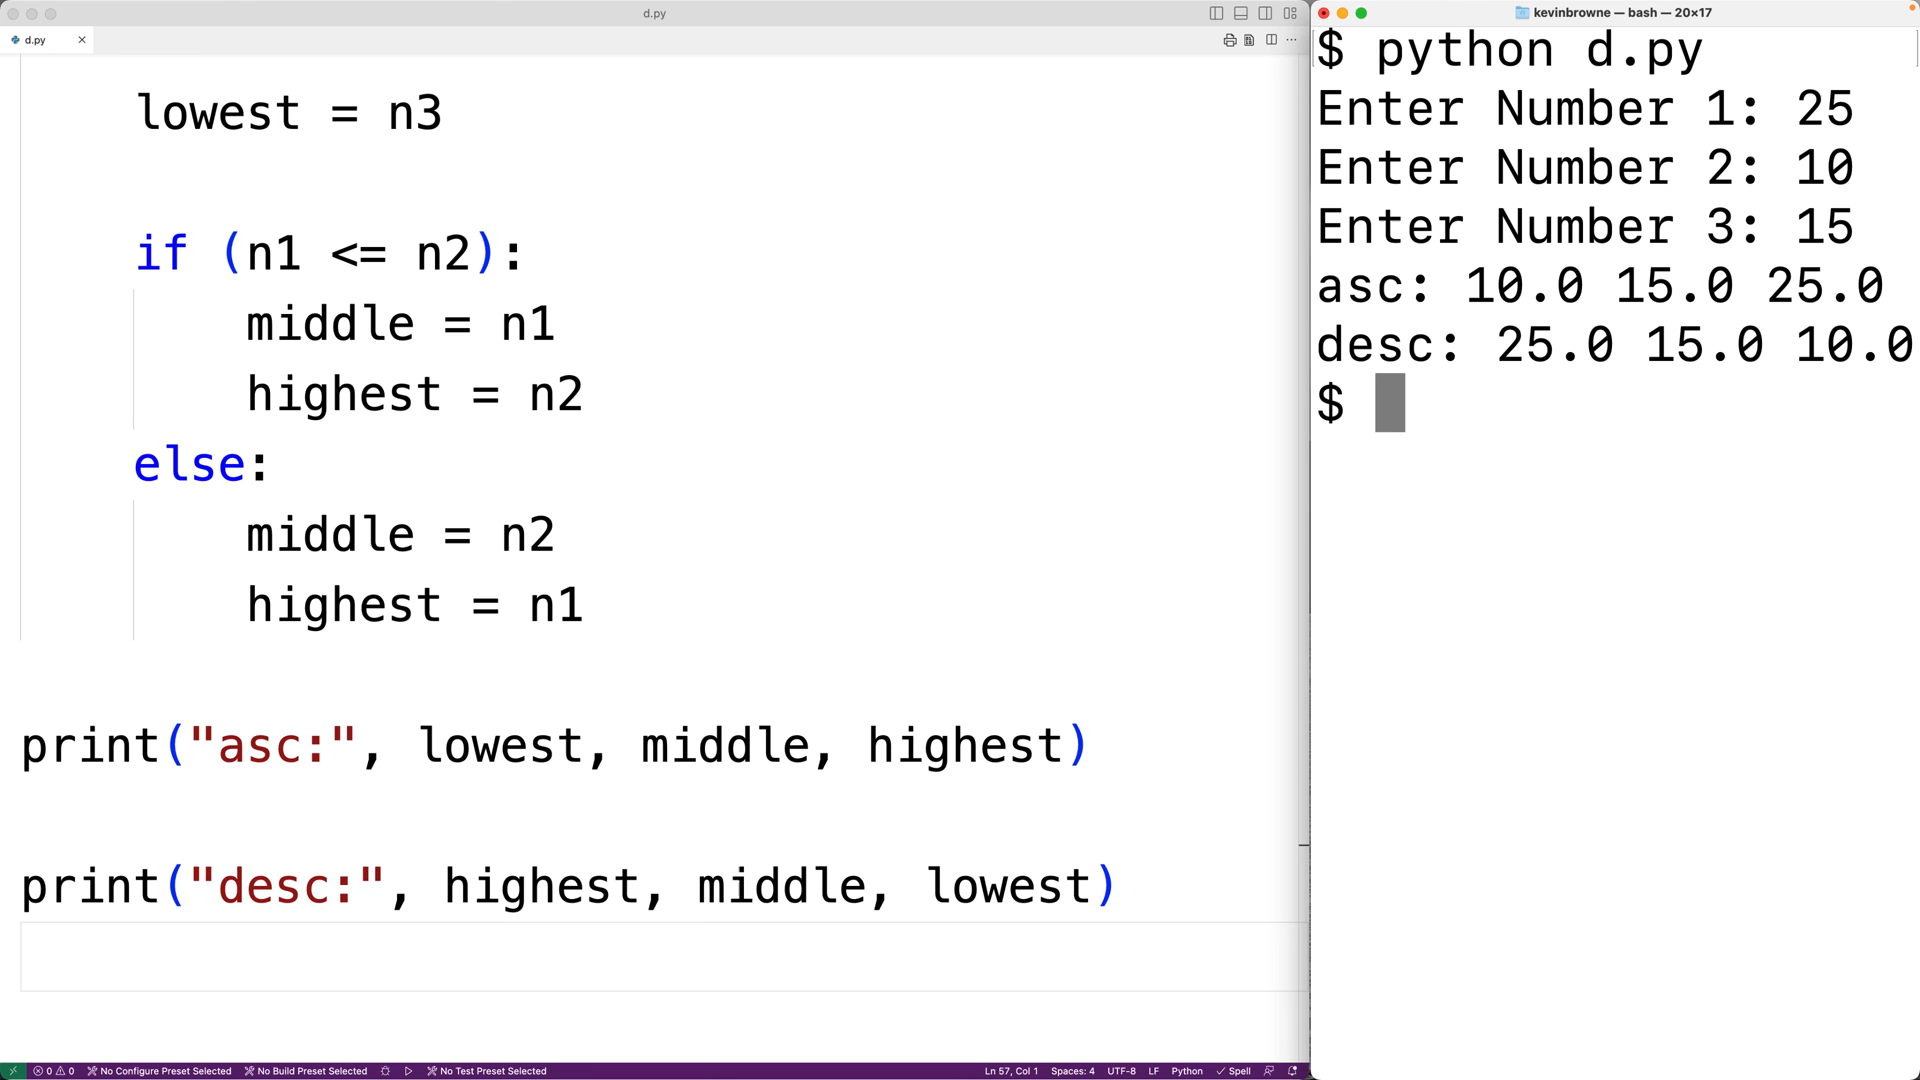 d.py
d.py
lowest = n3
if (n1 <= n2):
middle = n1
highest = n2
else:
middle = n2
highest = n1
print("asc:", lowest, middle, highest)
print("desc:", highest, middle, lowest)
0 0 No Configure Preset Selected No Build Preset Selected No Test Preset Selected Ln 57, Col 1 Spaces: 4 UTF-8 LF Python Spell
kevinbrowne — bash — 20×17
$ python d.py
Enter Number 1: 25
Enter Number 2: 10
Enter Number 3: 15
asc: 10.0 15.0 25.0
desc: 25.0 15.0 10.0
$